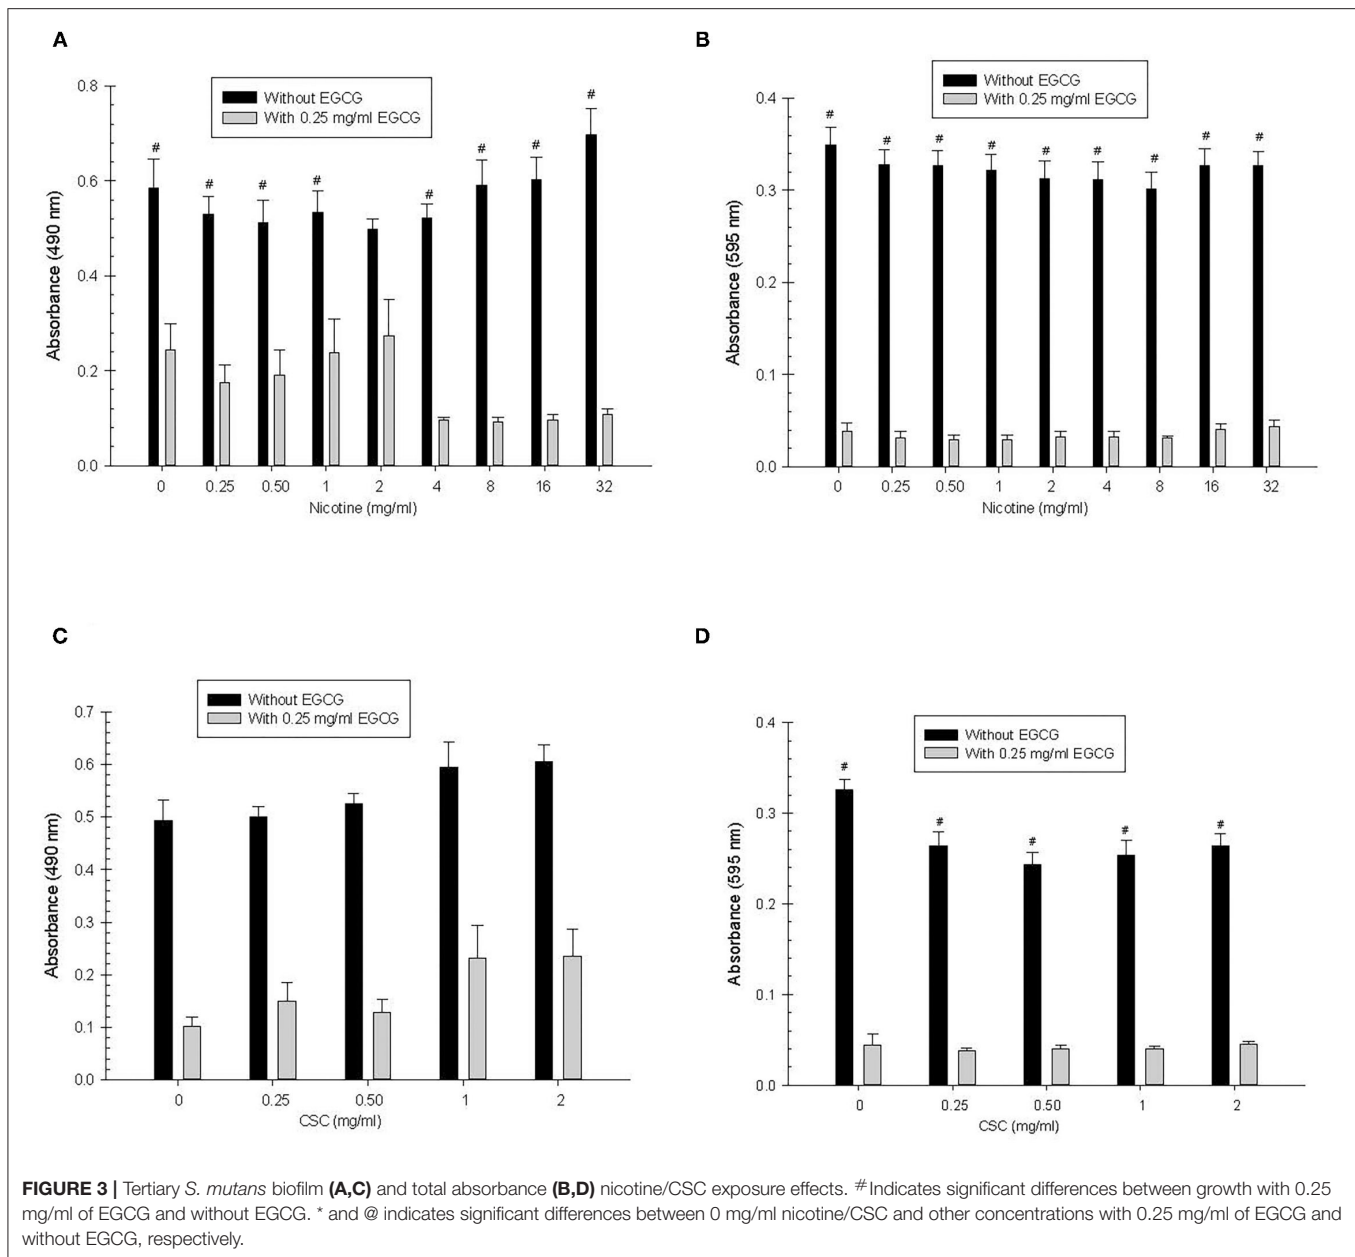 A
Without EGCG
With 0.25 mg/ml EGCG
Absorbance (490 nm)
0.8
0.6
0.4
0.2
0.0
# # # # # # # #
0 0.25 0.50 1 2 4 8 16 32
Nicotine (mg/ml)
B
Without EGCG
With 0.25 mg/ml EGCG
Absorbance (595 nm)
0.4
0.3
0.2
0.1
0.0
# # # # # # # # #
0 0.25 0.50 1 2 4 8 16 32
Nicotine (mg/ml)
C
Without EGCG
With 0.25 mg/ml EGCG
Absorbance (490 nm)
0.7
0.6
0.5
0.4
0.3
0.2
0.1
0.0
0 0.25 0.50 1 2
CSC (mg/ml)
D
Without EGCG
With 0.25 mg/ml EGCG
Absorbance (595 nm)
0.4
0.3
0.2
0.1
0.0
# # # # #
0 0.25 0.50 1 2
CSC (mg/ml)
FIGURE 3 | Tertiary S. mutans biofilm (A,C) and total absorbance (B,D) nicotine/CSC exposure effects. #Indicates significant differences between growth with 0.25
mg/ml of EGCG and without EGCG. * and @ indicates significant differences between 0 mg/ml nicotine/CSC and other concentrations with 0.25 mg/ml of EGCG and
without EGCG, respectively.